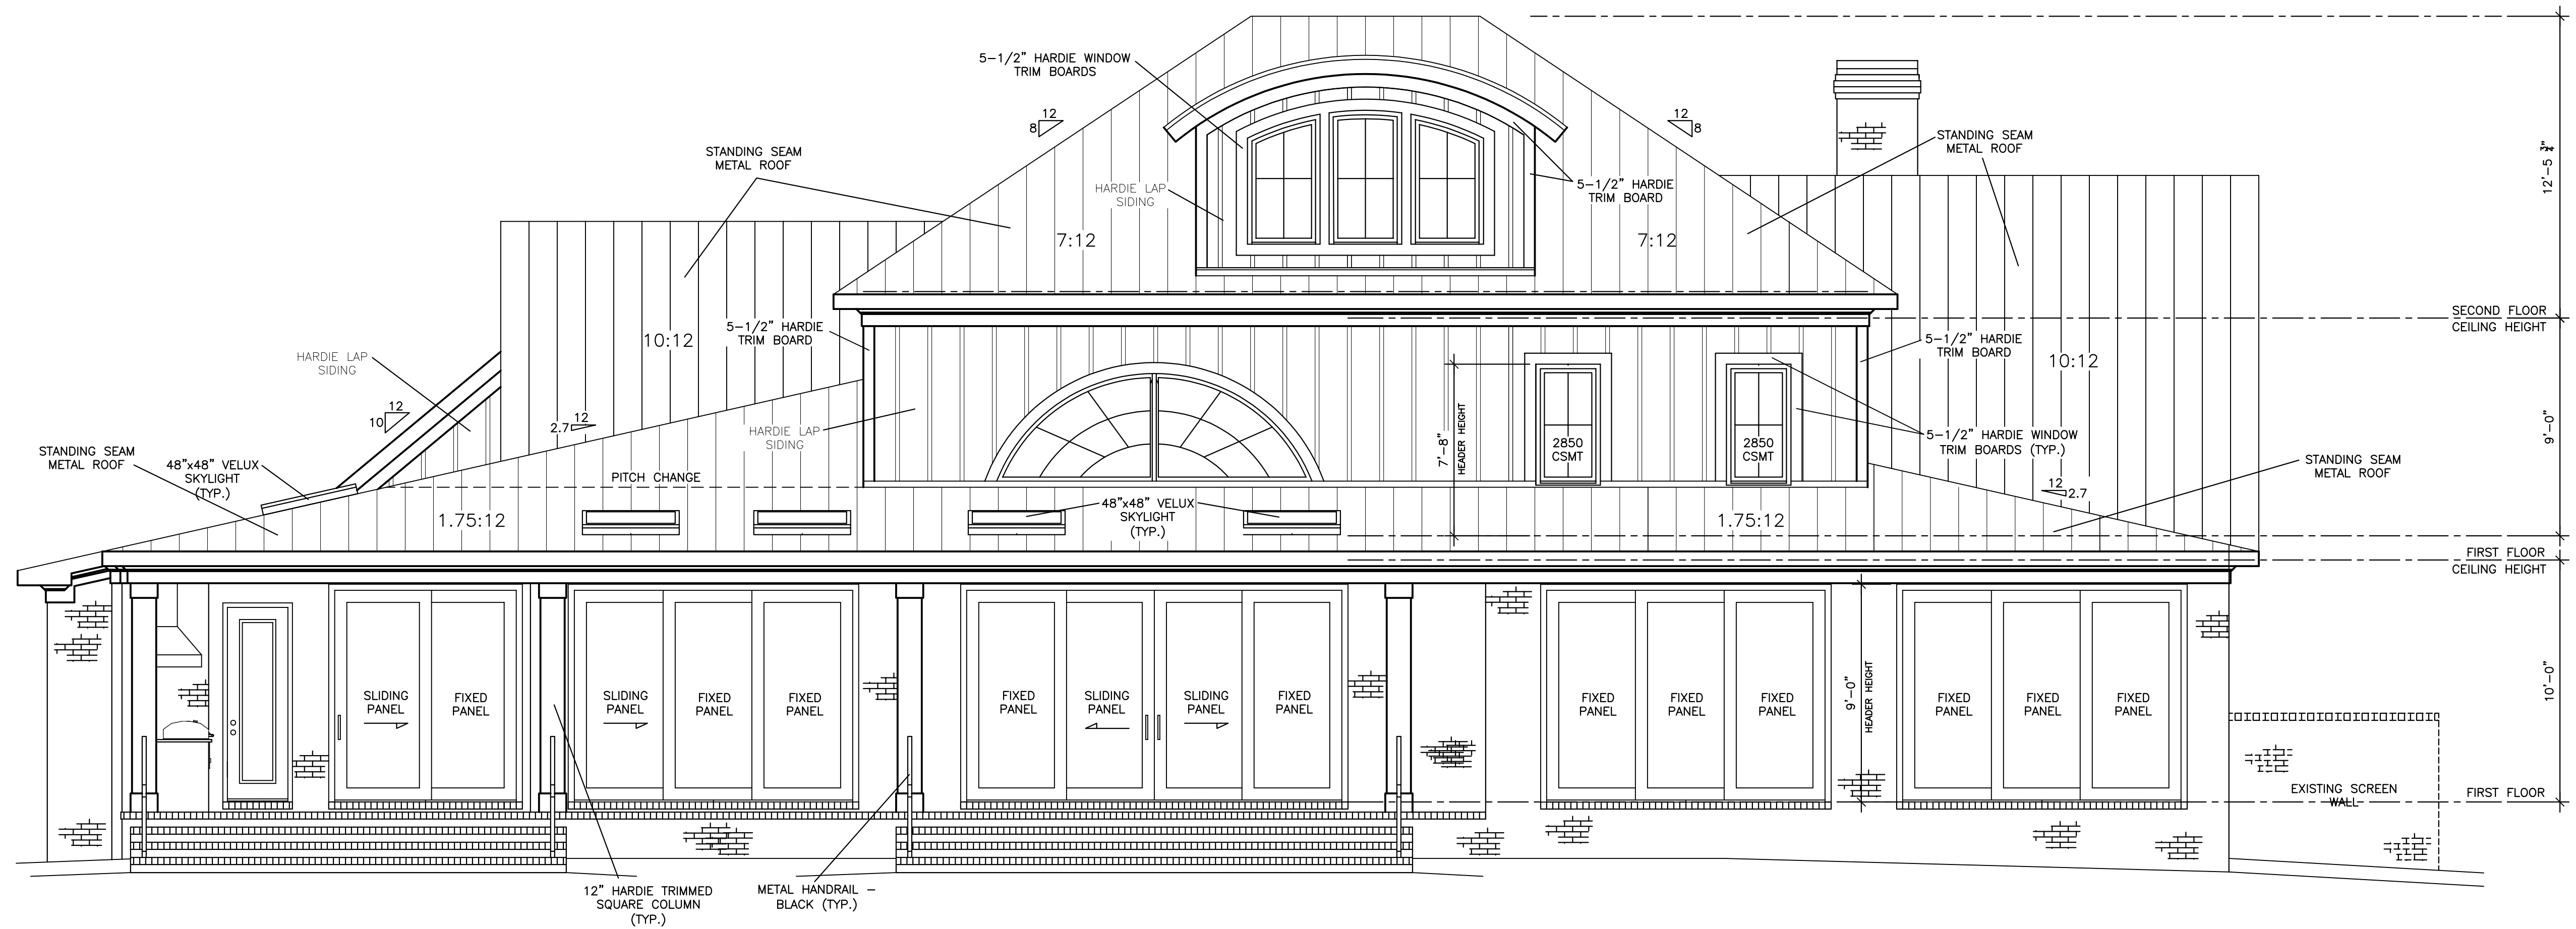 5-1/2" HARDIE WINDOW
TRIM BOARDS
12
8
12
8
STANDING SEAM
METAL ROOF
STANDING SEAM
METAL ROOF
12'-5 3/4"
HARDIE LAP
SIDING
5-1/2" HARDIE
TRIM BOARD
7:12
7:12
SECOND FLOOR
CEILING HEIGHT
5-1/2" HARDIE
TRIM BOARD
10:12
5-1/2" HARDIE
TRIM BOARD
10:12
HARDIE LAP
SIDING
12
10
12
2.7
HARDIE LAP
SIDING
7'-8"
HEADER HEIGHT
2850
CSMT
2850
CSMT
5-1/2" HARDIE WINDOW
TRIM BOARDS (TYP.)
9'-0"
STANDING SEAM
METAL ROOF
48"x48" VELUX
SKYLIGHT
(TYP.)
PITCH CHANGE
STANDING SEAM
METAL ROOF
12
2.7
48"x48" VELUX
SKYLIGHT
(TYP.)
1.75:12
1.75:12
FIRST FLOOR
CEILING HEIGHT
SLIDING
PANEL
FIXED
PANEL
SLIDING
PANEL
FIXED
PANEL
FIXED
PANEL
FIXED
PANEL
SLIDING
PANEL
SLIDING
PANEL
FIXED
PANEL
FIXED
PANEL
FIXED
PANEL
FIXED
PANEL
9'-0"
HEADER HEIGHT
FIXED
PANEL
FIXED
PANEL
FIXED
PANEL
10'-0"
EXISTING SCREEN
WALL
FIRST FLOOR
12" HARDIE TRIMMED
SQUARE COLUMN
(TYP.)
METAL HANDRAIL –
BLACK (TYP.)